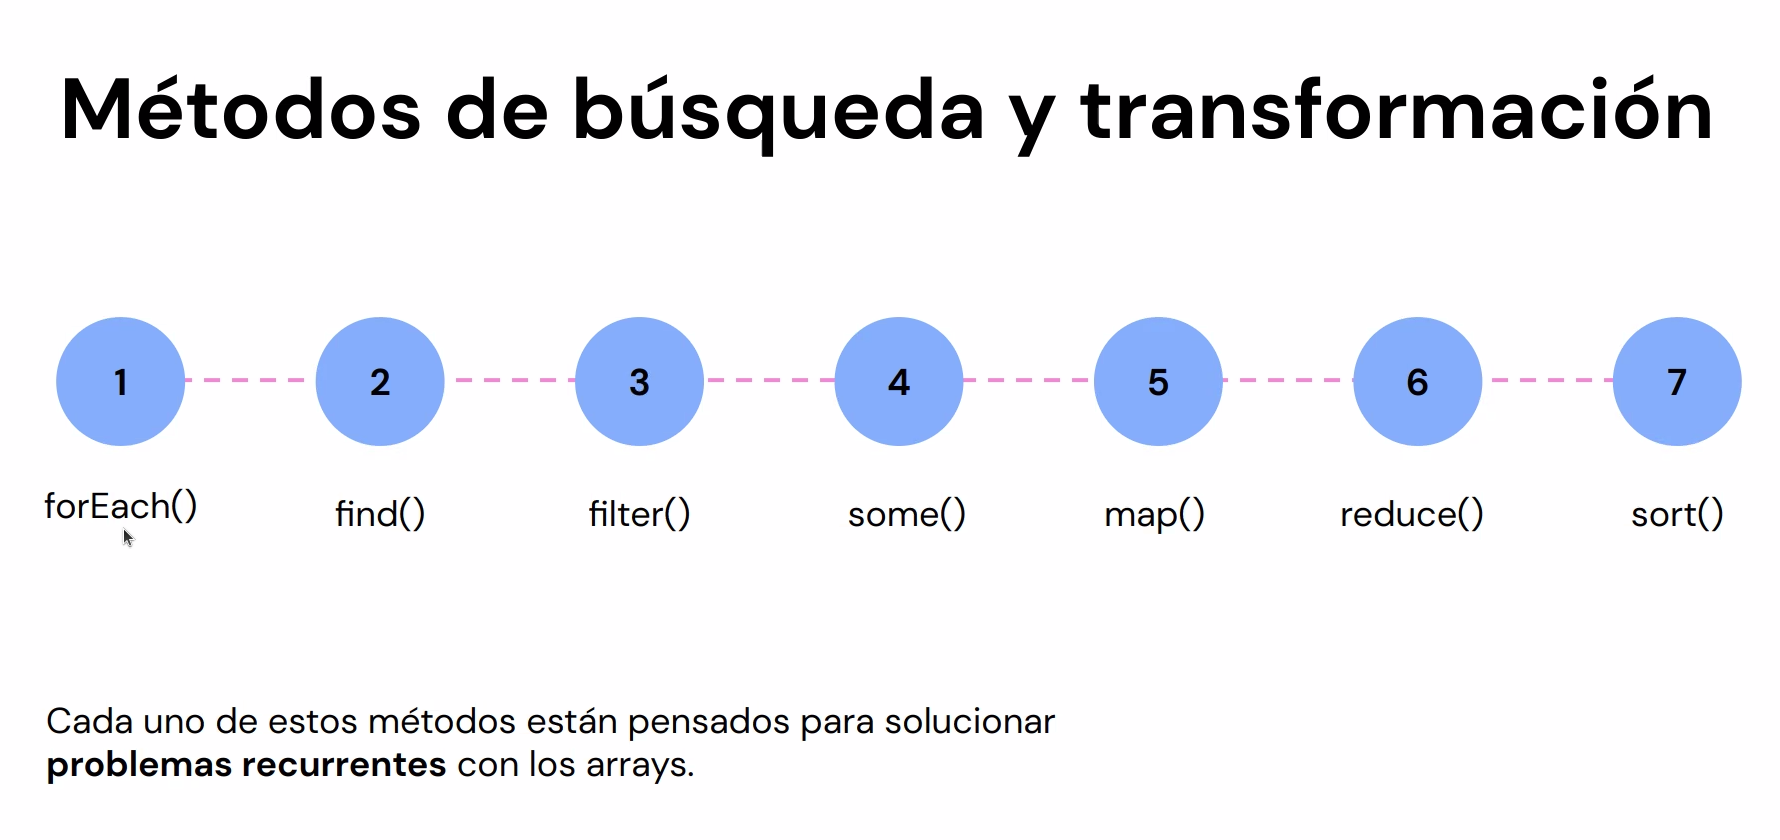 Métodos de búsqueda y transformación
1
2
3
4
5
6
7
forEach()
find()
filter()
some()
map()
reduce()
sort()
Cada uno de estos métodos están pensados para solucionar
problemas recurrentes con los arrays.